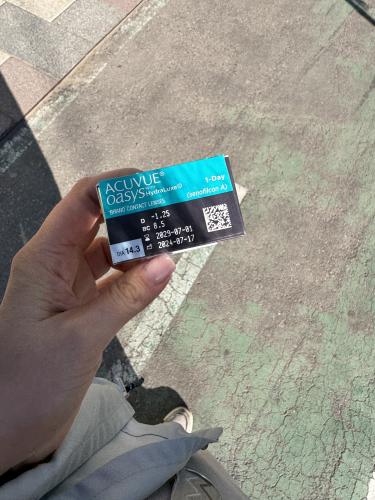 ACUVUE®
OASYS® with HydraLuxe®
1-Day
(senofilcon A)
BRAND CONTACT LENSES
D -1.25
BC 8.5
2029-07-01
2024-07-17
DIA 14.3